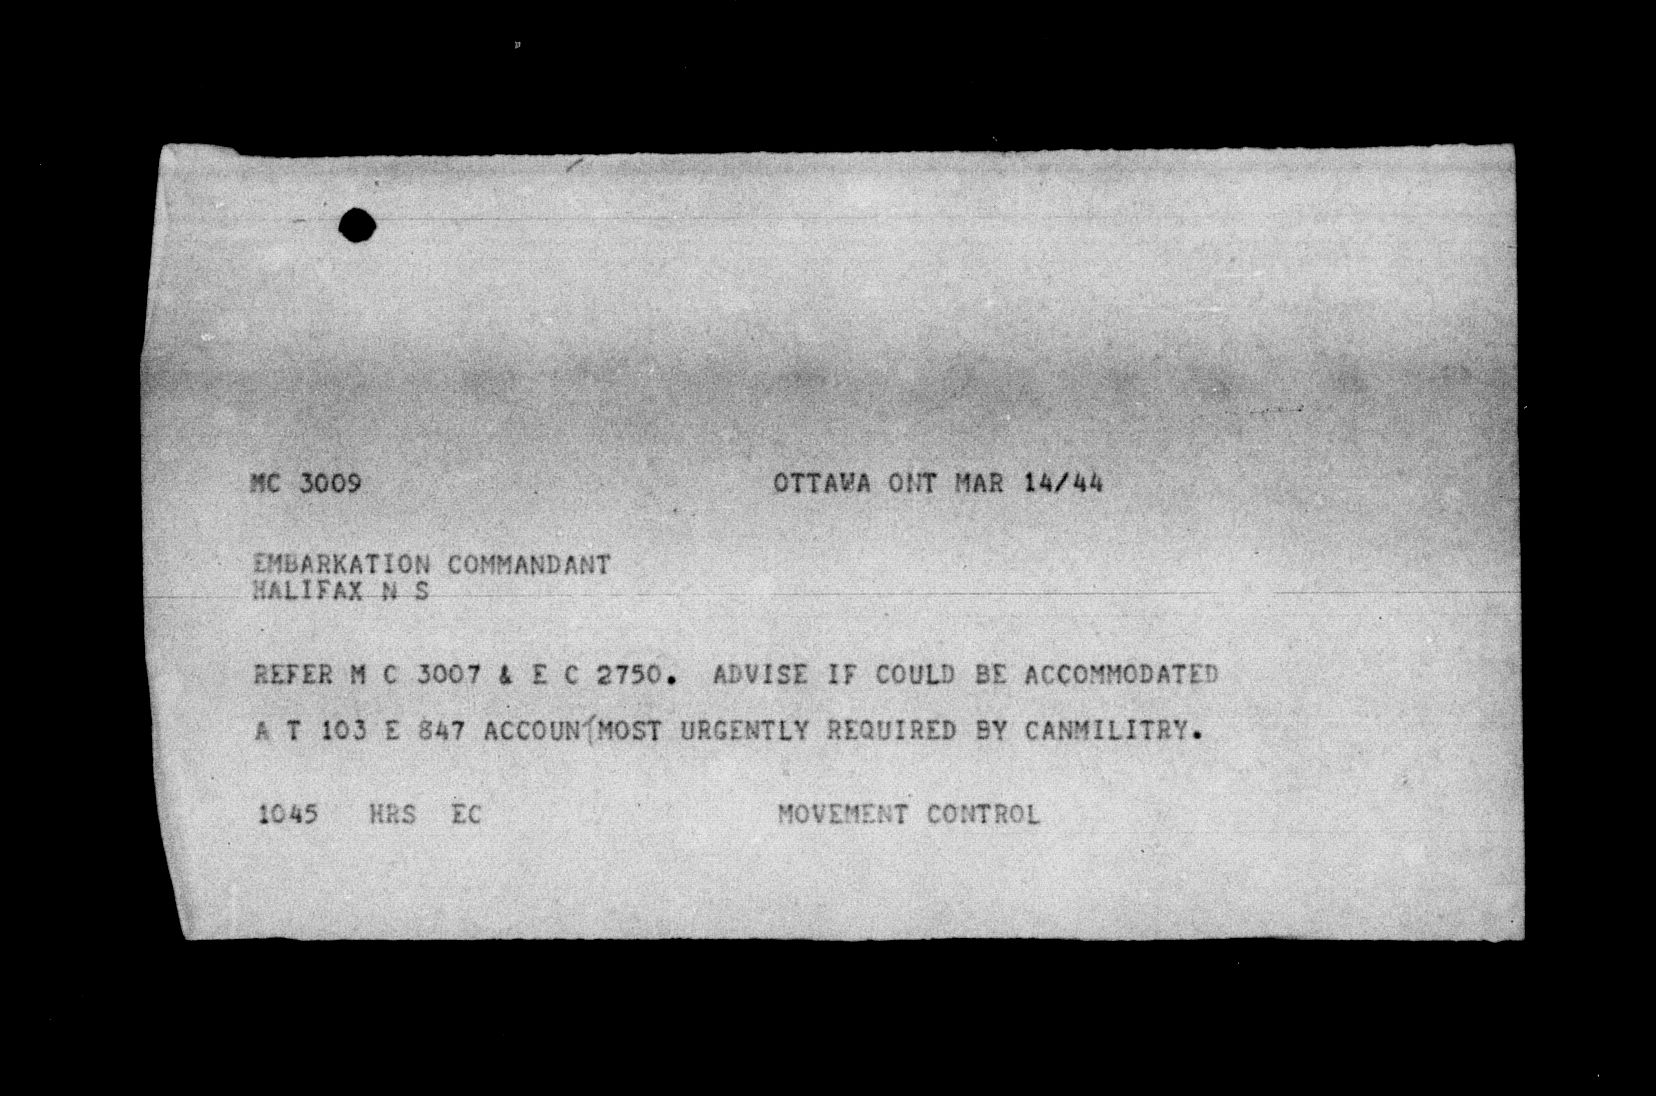 MC 3009 OTTAWA ONT MAR 14/44
EMBARKATION COMMANDANT
HALIFAX N S
REFER M C 3007 & E C 2750. ADVISE IF COULD BE ACCOMMODATED
A T 103 E 847 ACCOUN(MOST URGENTLY REQUIRED BY CANMILITRY.
1045 HRS EC MOVEMENT CONTROL